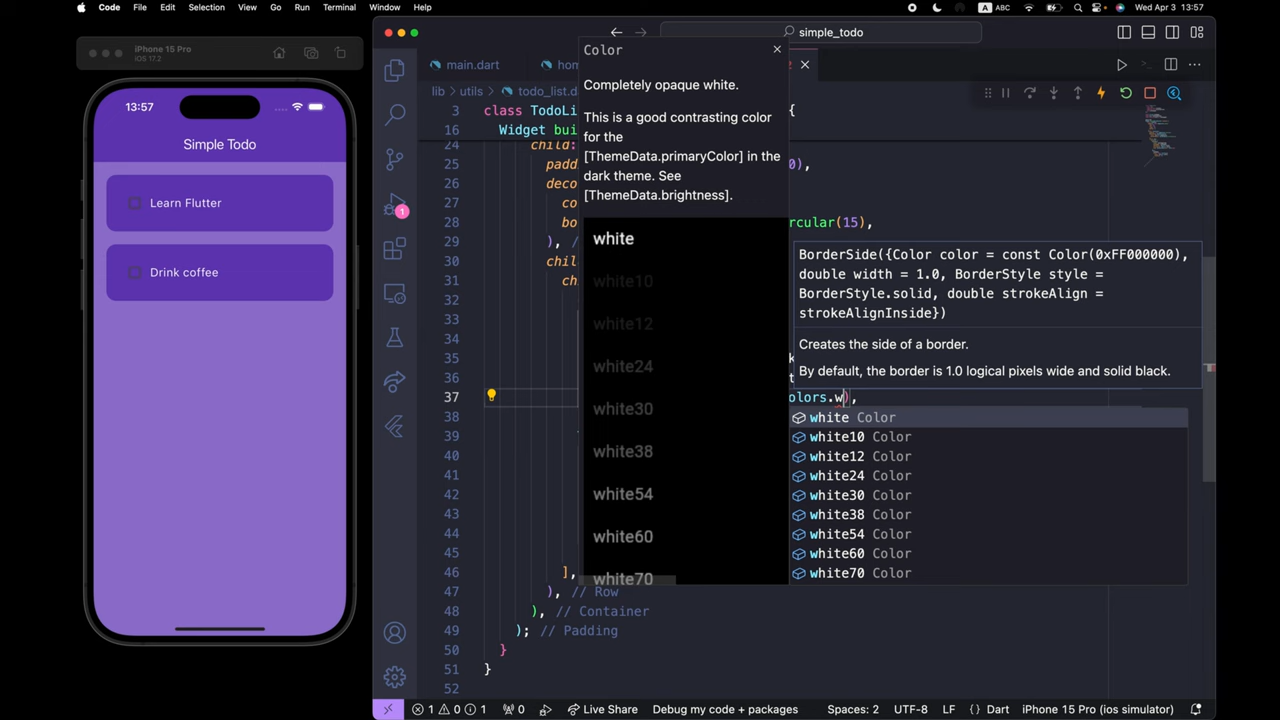 Code File Edit Selection View Go Run Terminal Window Help
A ABC Wed Apr 3 13:57
iPhone 15 Pro
iOS 17.2
13:57
Simple Todo
Learn Flutter
Drink coffee
simple_todo
main.dart
lib utils todo_list.d
Color
Completely opaque white.
This is a good contrasting color
for the
[ThemeData.primaryColor] in the
dark theme. See
[ThemeData.brightness].
white
white10
white12
white24
white30
white38
white54
white60
white70
3 class TodoLi {
16 Widget bui
24 child:
25 padd 0),
26 deco
27 co
28 bo rcular(15),
29 ), /
30 chil
31 ch
32
33
34
35
36
37 olors.w),
38
39
40
41
42
43
44
45
46 ],
47 ), // Row
48 ), // Container
49 ); // Padding
50 }
51 }
52
BorderSide({Color color = const Color(0xFF000000),
double width = 1.0, BorderStyle style =
BorderStyle.solid, double strokeAlign =
strokeAlignInside})
Creates the side of a border.
By default, the border is 1.0 logical pixels wide and solid black.
white Color
white10 Color
white12 Color
white24 Color
white30 Color
white38 Color
white54 Color
white60 Color
white70 Color
1
1 0 1 0 Live Share Debug my code + packages Spaces: 2 UTF-8 LF {} Dart iPhone 15 Pro (ios simulator)